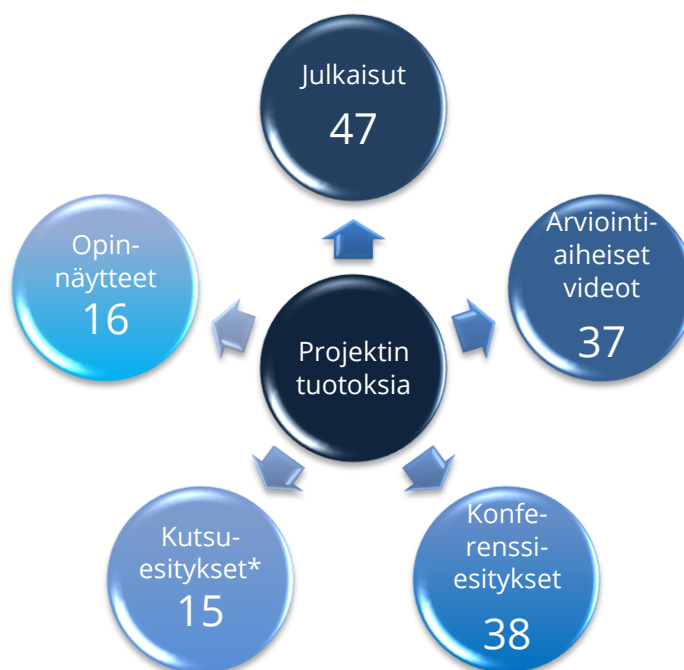 Julkaisut
47
Arviointi-
aiheiset
videot
37
Konfe-
renssi-
esitykset
38
Kutsu-
esitykset*
15
Opin-
näytteet
16
Projektin
tuotoksia